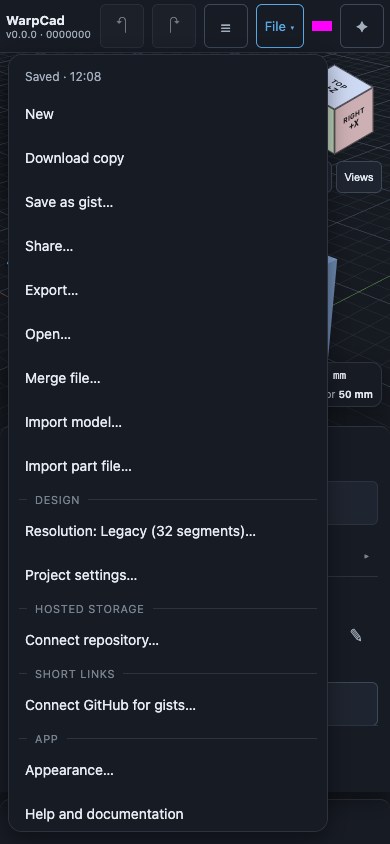 WarpCad
v0.0.0 · 0000000
File ▾
Saved · 12:08
New
Download copy
Save as gist…
Share…
Export…
Open…
Merge file…
Import model…
Import part file…
DESIGN
Resolution: Legacy (32 segments)…
Project settings…
HOSTED STORAGE
Connect repository…
SHORT LINKS
Connect GitHub for gists…
APP
Appearance…
Help and documentation
TOP
+Z
RIGHT
+X
Views
mm
or 50 mm